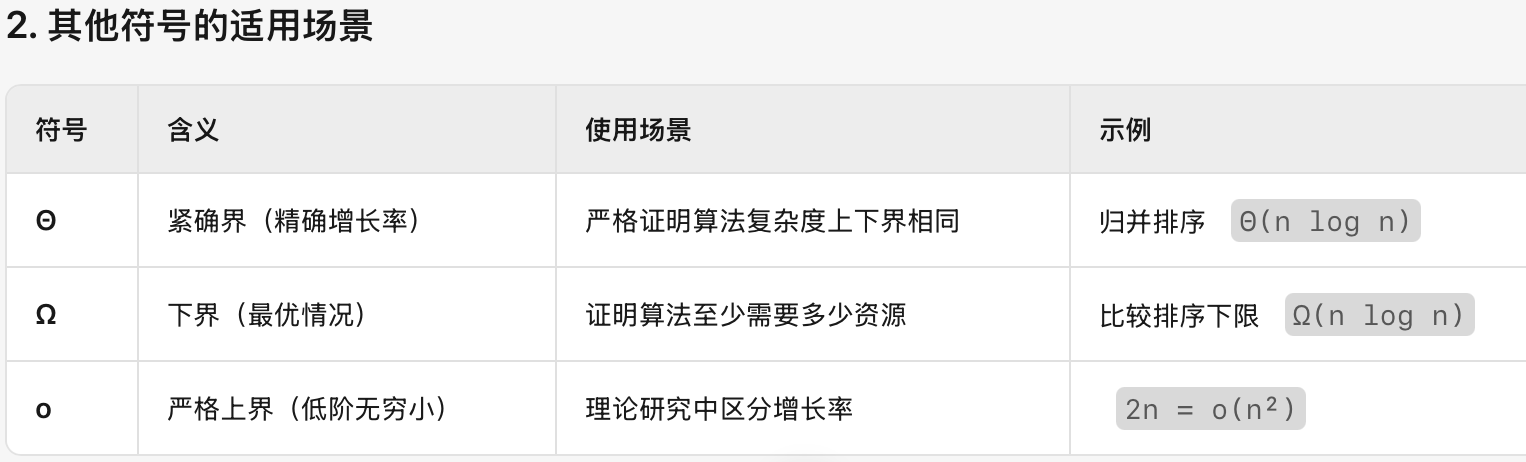 2. 其他符号的适用场景
符号 含义 使用场景 示例
Θ 紧确界（精确增长率） 严格证明算法复杂度上下界相同 归并排序 Θ(n log n)
Ω 下界（最优情况） 证明算法至少需要多少资源 比较排序下限 Ω(n log n)
o 严格上界（低阶无穷小） 理论研究中区分增长率 2n = o(n²)